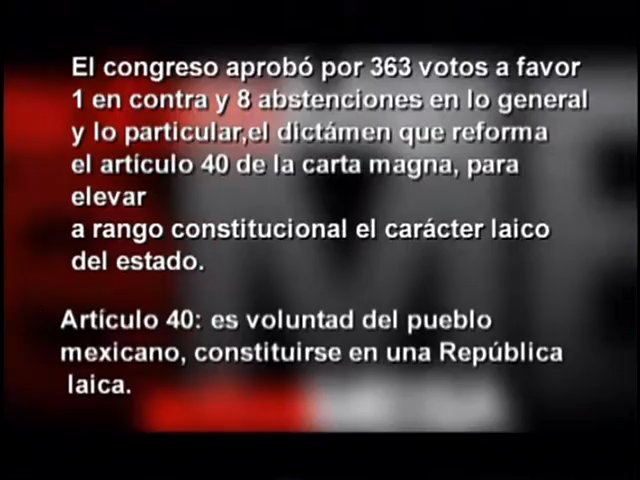 El congreso aprobó por 363 votos a favor
1 en contra y 8 abstenciones en lo general
y lo particular,el dictámen que reforma
el artículo 40 de la carta magna, para
elevar
a rango constitucional el carácter laico
del estado.
Artículo 40: es voluntad del pueblo
mexicano, constituirse en una República
laica.